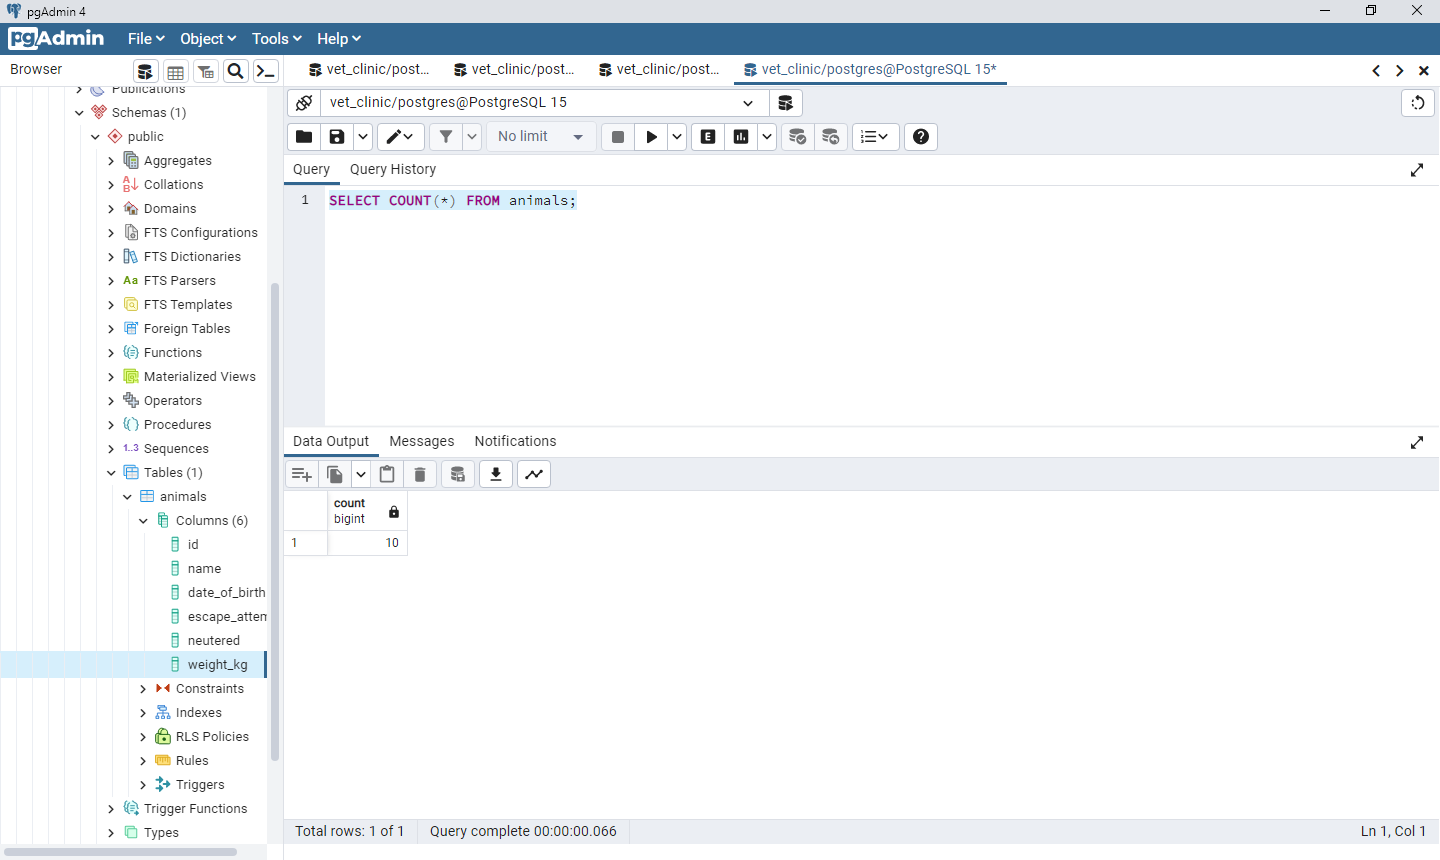 pgAdmin 4
pgAdmin File Object Tools Help
Browser
vet_clinic/post...
vet_clinic/post...
vet_clinic/post...
vet_clinic/postgres@PostgreSQL 15*
vet_clinic/postgres@PostgreSQL 15
No limit
E
Query Query History
1 SELECT COUNT(*) FROM animals;
Publications
Schemas (1)
public
Aggregates
Collations
Domains
FTS Configurations
FTS Dictionaries
Aa FTS Parsers
FTS Templates
Foreign Tables
Functions
Materialized Views
Operators
Procedures
1..3 Sequences
Tables (1)
animals
Columns (6)
id
name
date_of_birth
escape_attem
neutered
weight_kg
Constraints
Indexes
RLS Policies
Rules
Triggers
Trigger Functions
Types
Data Output Messages Notifications
count
bigint
1 10
Total rows: 1 of 1 Query complete 00:00:00.066 Ln 1, Col 1